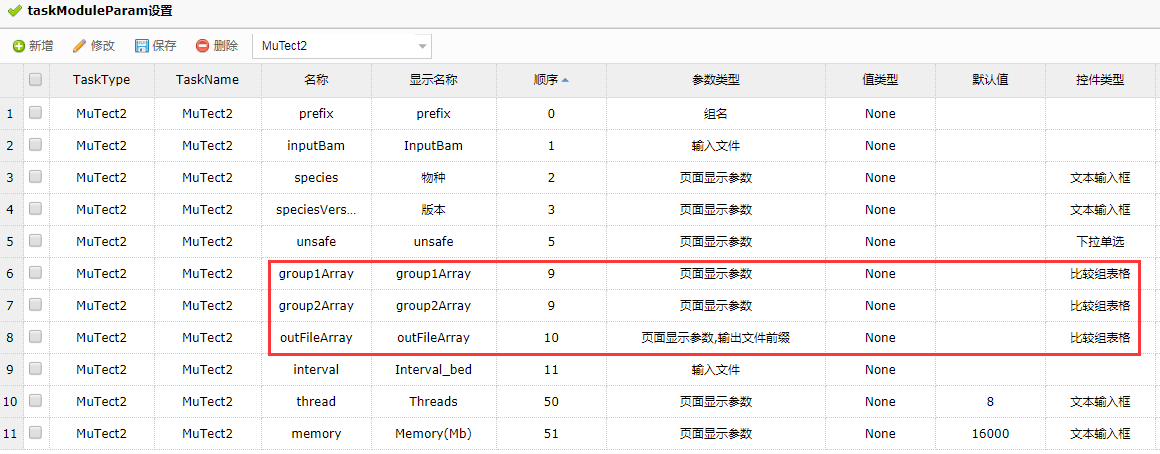 taskModuleParam设置
新增 修改 保存 删除 MuTect2
TaskType TaskName 名称 显示名称 顺序 参数类型 值类型 默认值 控件类型
1 MuTect2 MuTect2 prefix prefix 0 组名 None
2 MuTect2 MuTect2 inputBam InputBam 1 输入文件 None
3 MuTect2 MuTect2 species 物种 2 页面显示参数 None 文本输入框
4 MuTect2 MuTect2 speciesVers... 版本 3 页面显示参数 None 文本输入框
5 MuTect2 MuTect2 unsafe unsafe 5 页面显示参数 None 下拉单选
6 MuTect2 MuTect2 group1Array group1Array 9 页面显示参数 None 比较组表格
7 MuTect2 MuTect2 group2Array group2Array 9 页面显示参数 None 比较组表格
8 MuTect2 MuTect2 outFileArray outFileArray 10 页面显示参数,输出文件前缀 None 比较组表格
9 MuTect2 MuTect2 interval Interval_bed 11 输入文件 None
10 MuTect2 MuTect2 thread Threads 50 页面显示参数 None 8 文本输入框
11 MuTect2 MuTect2 memory Memory(Mb) 51 页面显示参数 None 16000 文本输入框